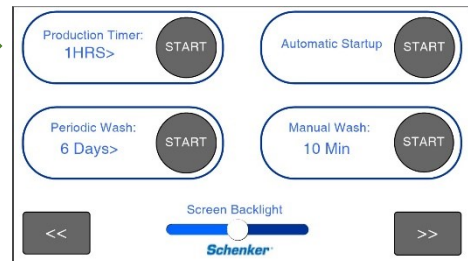 Production Timer:
1HRS>
START
Automatic Startup
START
Periodic Wash:
6 Days>
START
Manual Wash:
10 Min
START
Screen Backlight
<<
>>
Schenker